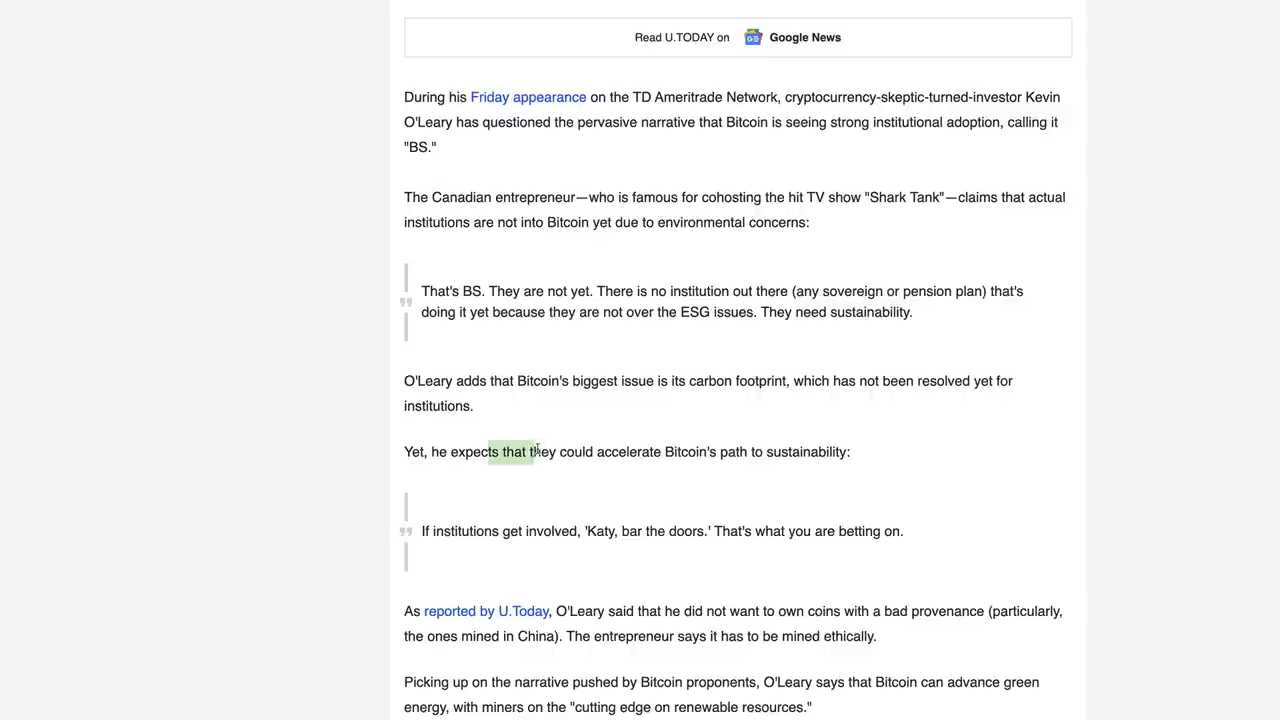 Read U.TODAY on Google News
During his Friday appearance on the TD Ameritrade Network, cryptocurrency-skeptic-turned-investor Kevin
O'Leary has questioned the pervasive narrative that Bitcoin is seeing strong institutional adoption, calling it
"BS."
The Canadian entrepreneur—who is famous for cohosting the hit TV show "Shark Tank"—claims that actual
institutions are not into Bitcoin yet due to environmental concerns:
That's BS. They are not yet. There is no institution out there (any sovereign or pension plan) that's
doing it yet because they are not over the ESG issues. They need sustainability.
O'Leary adds that Bitcoin's biggest issue is its carbon footprint, which has not been resolved yet for
institutions.
Yet, he expects that they could accelerate Bitcoin's path to sustainability:
If institutions get involved, 'Katy, bar the doors.' That's what you are betting on.
As reported by U.Today, O'Leary said that he did not want to own coins with a bad provenance (particularly,
the ones mined in China). The entrepreneur says it has to be mined ethically.
Picking up on the narrative pushed by Bitcoin proponents, O'Leary says that Bitcoin can advance green
energy, with miners on the "cutting edge on renewable resources."